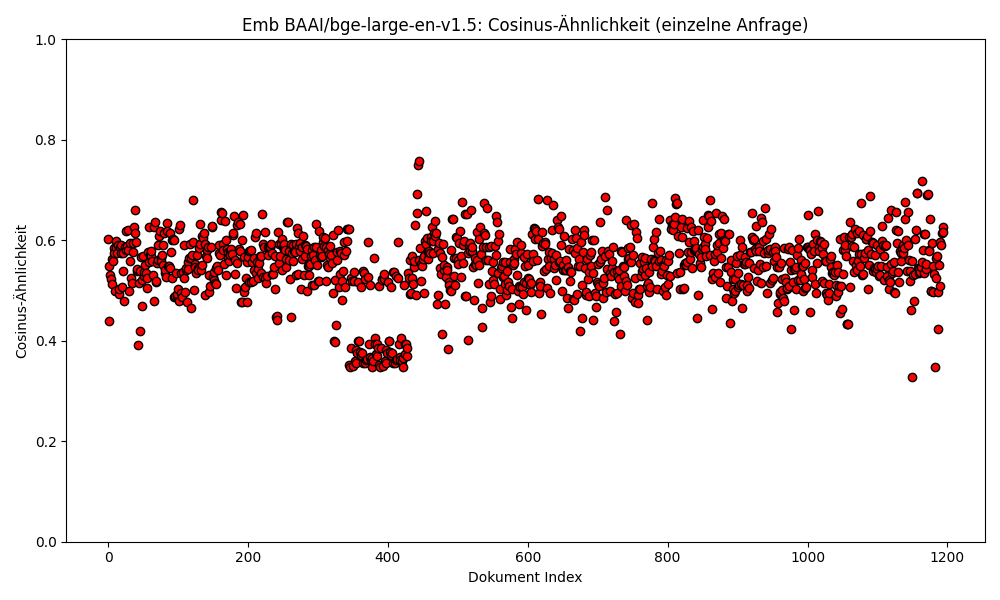 Emb BAAI/bge-large-en-v1.5: Cosinus-Ähnlichkeit (einzelne Anfrage)
1.0
0.8
0.6
0.4
0.2
0.0
Cosinus-Ähnlichkeit
0 200 400 600 800 1000 1200
Dokument Index